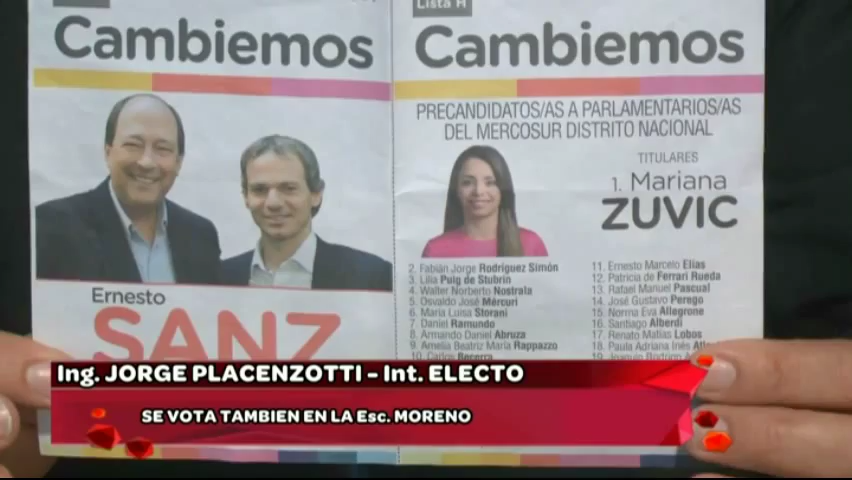 Cambiemos
Ernesto
SANZ
Lista H
Cambiemos
PRECANDIDATOS/AS A PARLAMENTARIOS/AS
DEL MERCOSUR DISTRITO NACIONAL
TITULARES
1. Mariana
ZUVIC
2. Fabián Jorge Rodríguez Simón
3. Lilia Puig de Stubrin
4. Walter Norberto Nostrala
5. Osvaldo José Mércuri
6. María Luisa Storani
7. Daniel Ramundo
8. Armando Daniel Abruza
9. Amelia Beatriz María Rappazzo
10. Carlos Becerra
11. Ernesto Marcelo Elías
12. Patricia de Ferrari Rueda
13. Rafael Manuel Pascual
14. José Gustavo Perego
15. Norma Eva Allegrone
16. Santiago Alberdi
17. Renato Matías Lobos
18. Paula Adriana Inés
19. Joaquín Rodrigo
Ing. JORGE PLACENZOTTI - Int. ELECTO
SE VOTA TAMBIEN EN LA Esc. MORENO